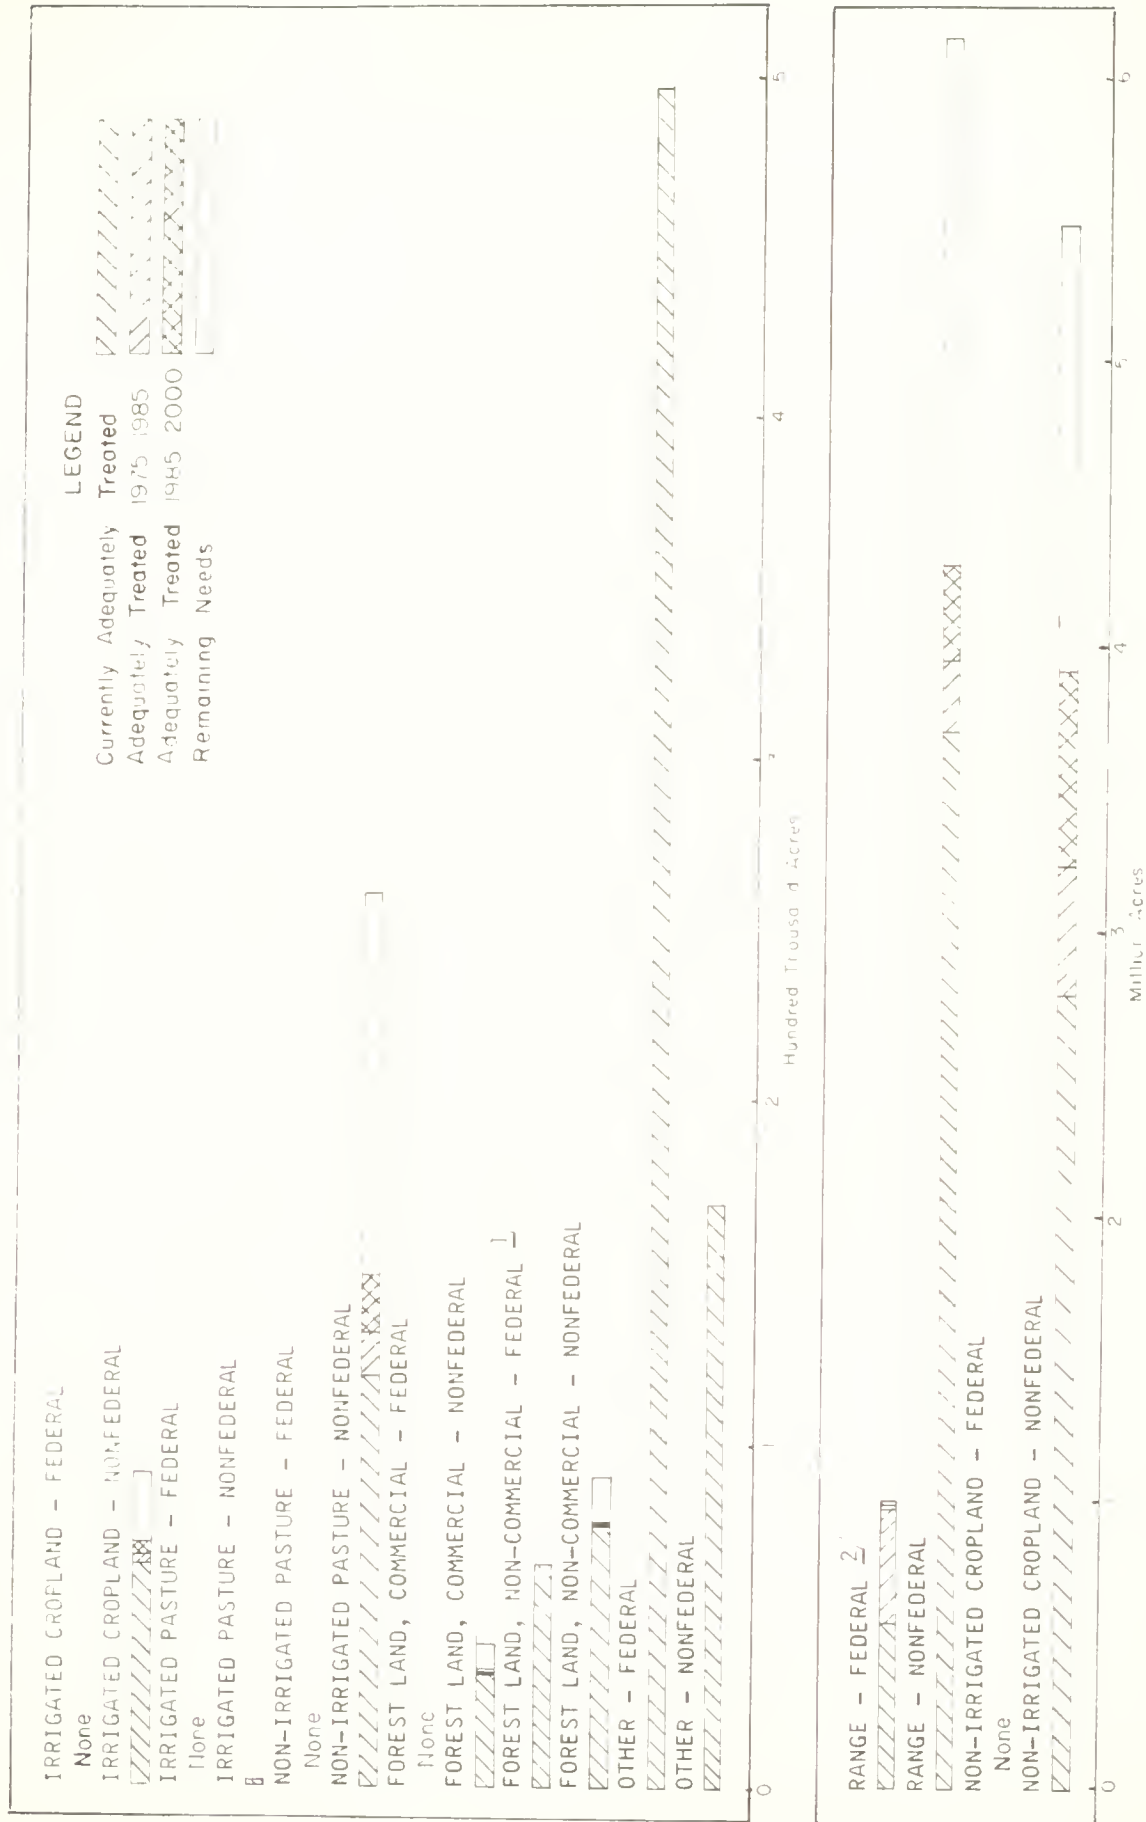 LEGEND
Currently Adequately Treated
Adequately Treated 1975 1985
Adequately Treated 1985 2000
Remaining Needs
IRRIGATED CROPLAND - FEDERAL
None
IRRIGATED CROPLAND - NONFEDERAL
IRRIGATED PASTURE - FEDERAL
None
IRRIGATED PASTURE - NONFEDERAL
NON-IRRIGATED PASTURE - FEDERAL
None
NON-IRRIGATED PASTURE - NONFEDERAL
FOREST LAND, COMMERCIAL - FEDERAL
None
FOREST LAND, COMMERCIAL - NONFEDERAL
FOREST LAND, NON-COMMERCIAL - FEDERAL 1
FOREST LAND, NON-COMMERCIAL - NONFEDERAL
OTHER - FEDERAL
OTHER - NONFEDERAL
0 1 2 3 4 5
Hundred Trousa d Acres
RANGE - FEDERAL 2
RANGE - NONFEDERAL
NON-IRRIGATED CROPLAND - FEDERAL
None
NON-IRRIGATED CROPLAND - NONFEDERAL
0 2 3 4 5 6
Million Acres